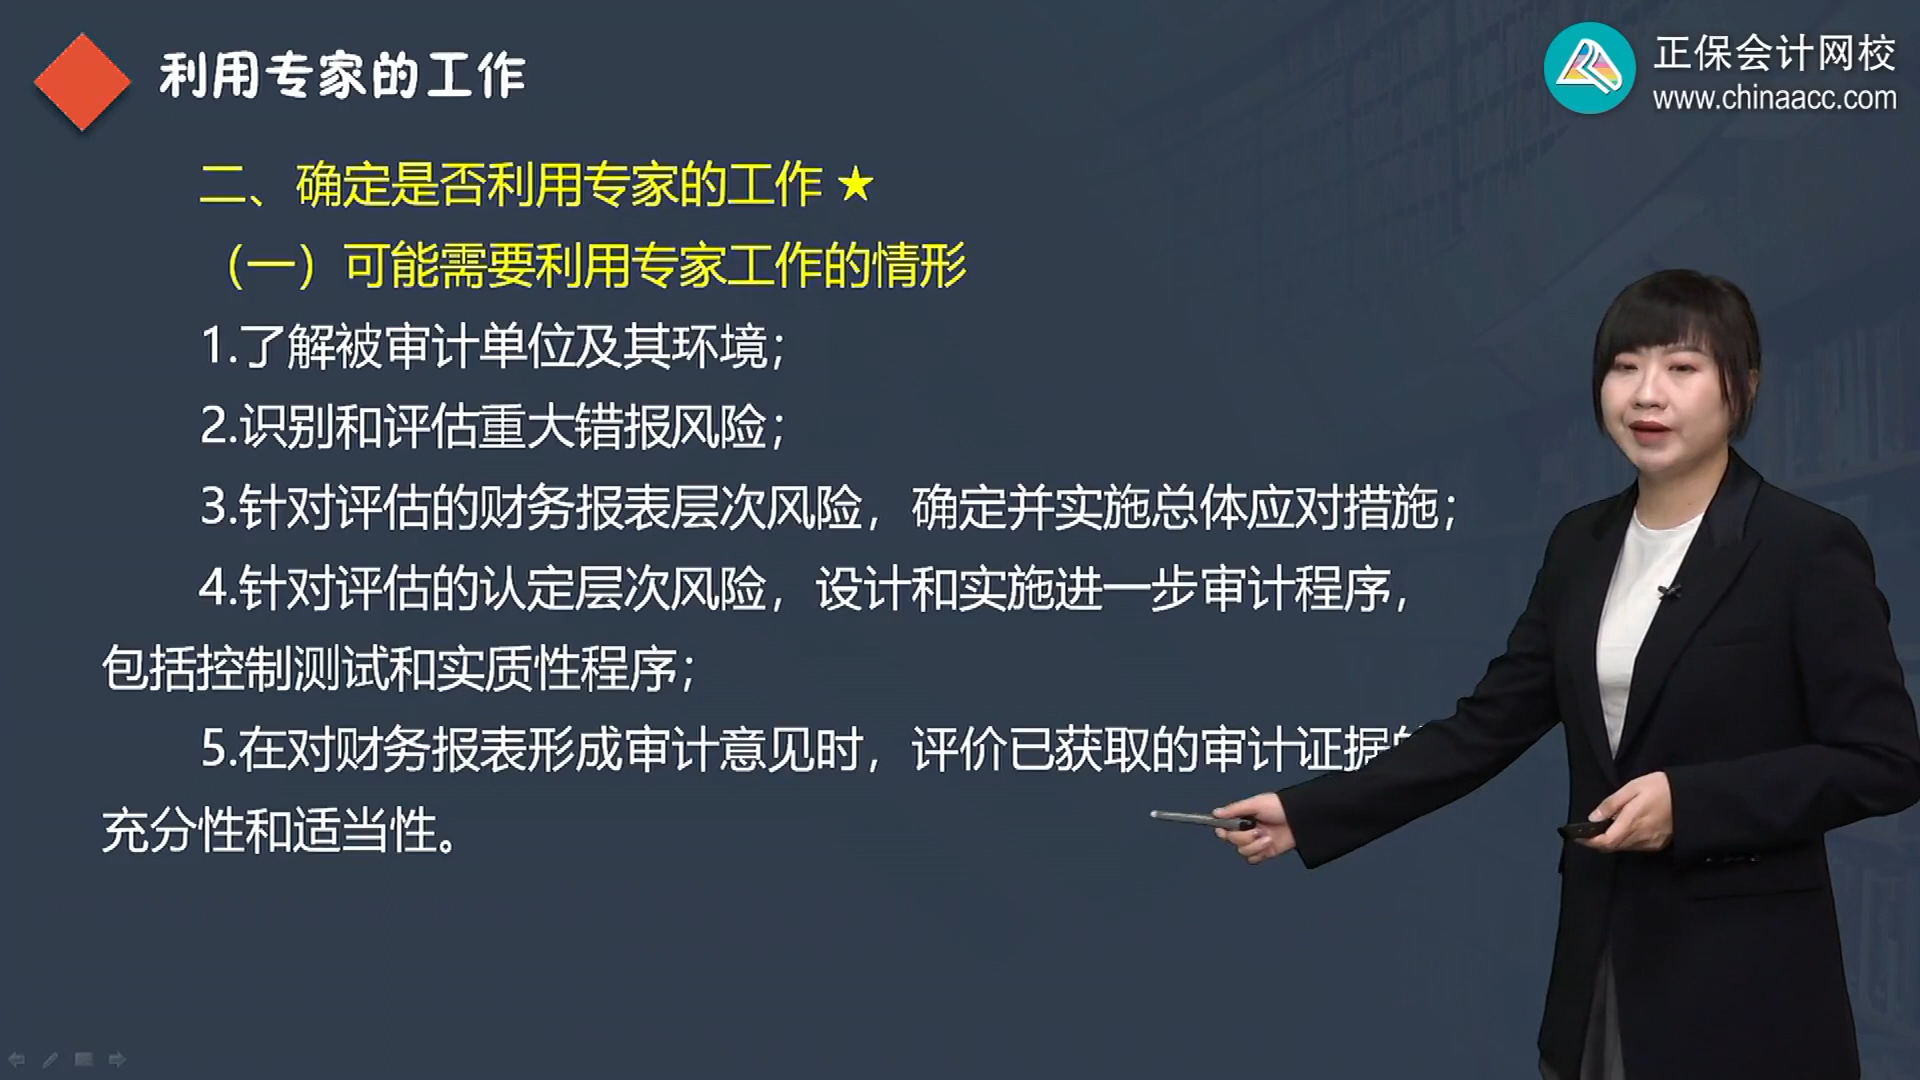 利用专家的工作
正保会计网校
www.chinaacc.com
二、确定是否利用专家的工作 ★
（一）可能需要利用专家工作的情形
1.了解被审计单位及其环境；
2.识别和评估重大错报风险；
3.针对评估的财务报表层次风险，确定并实施总体应对措施；
4.针对评估的认定层次风险，设计和实施进一步审计程序，
包括控制测试和实质性程序；
5.在对财务报表形成审计意见时，评价已获取的审计证据
充分性和适当性。